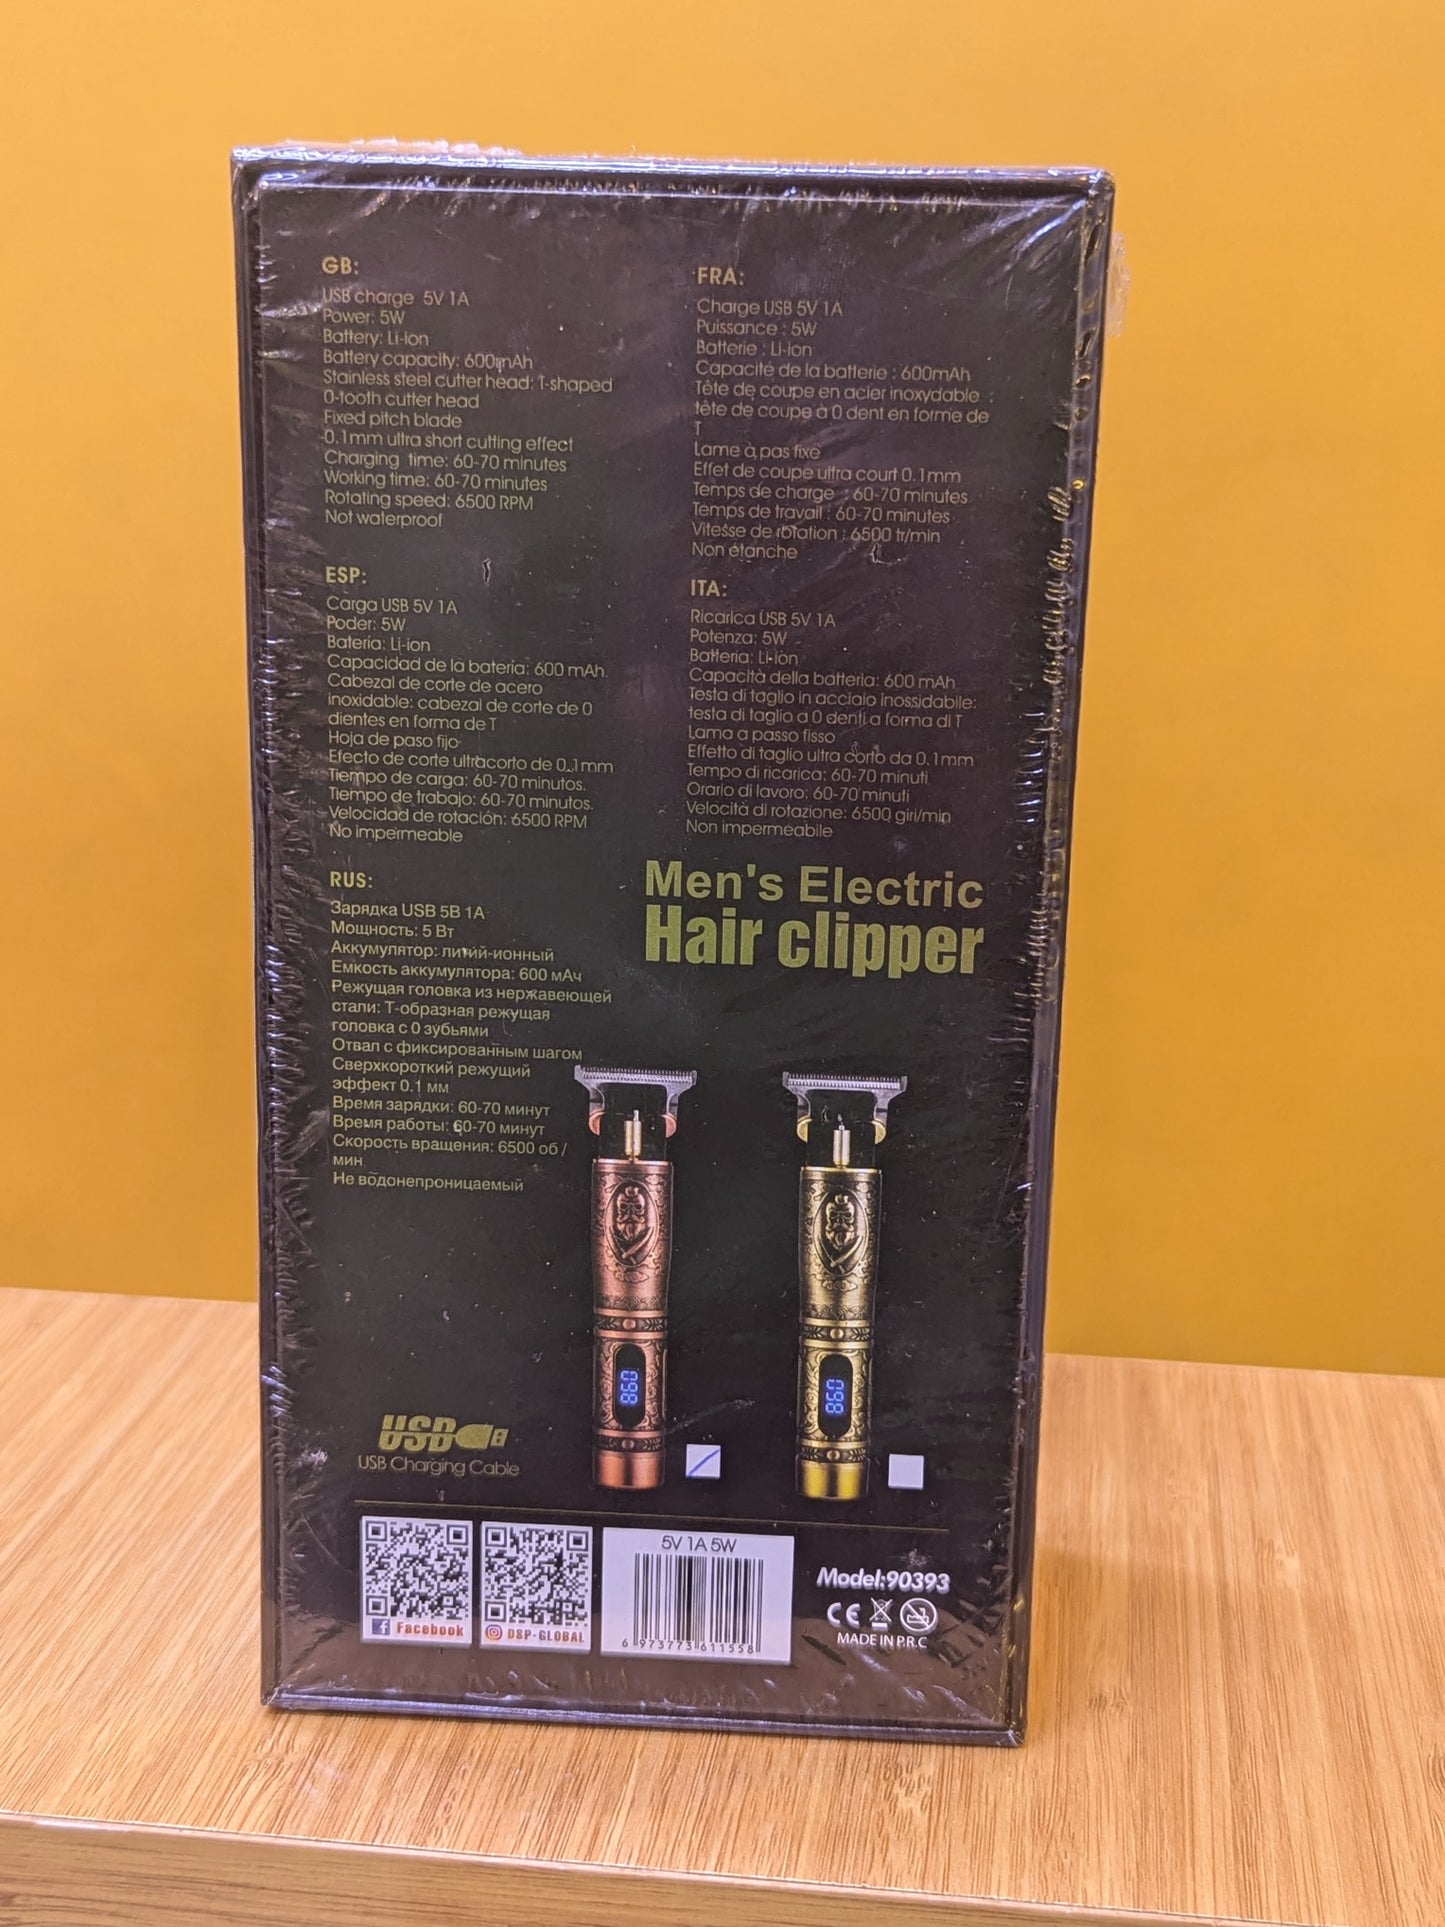 GB:
USB charge 5V 1A
Power: 5W
Battery: Li-ion
Battery capacity: 600mAh
Stainless steel cutter head: T-shaped
0-tooth cutter head
Fixed pitch blade
0.1mm ultra short cutting effect
Charging time: 60-70 minutes
Working time: 60-70 minutes
Rotating speed: 6500 RPM
Not waterproof
FRA:
Charge USB 5V 1A
Puissance : 5W
Batterie : Li-ion
Capacité de la batterie : 600mAh
Tête de coupe en acier inoxydable :
tête de coupe à 0 dent en forme de
T
Lame à pas fixe
Effet de coupe ultra court 0.1mm
Temps de charge : 60-70 minutes
Temps de travail : 60-70 minutes
Vitesse de rotation : 6500 tr/min
Non étanche
ESP:
Carga USB 5V 1A
Poder: 5W
Batería: Li-ion
Capacidad de la batería: 600 mAh.
Cabezal de corte de acero
inoxidable: cabezal de corte de 0
dientes en forma de T
Hoja de paso fijo
Efecto de corte ultracorto de 0.1mm
Tiempo de carga: 60-70 minutos.
Tiempo de trabajo: 60-70 minutos.
Velocidad de rotación: 6500 RPM
No impermeable
ITA:
Ricarica USB 5V 1A
Potenza: 5W
Batteria: Li-ion
Capacità della batteria: 600 mAh
Testa di taglio in acciaio inossidabile:
testa di taglio a 0 denti a forma di T
Lama a passo fisso
Effetto di taglio ultra corto da 0.1mm
Tempo di ricarica: 60-70 minuti
Orario di lavoro: 60-70 minuti
Velocità di rotazione: 6500 giri/min
Non impermeabile
RUS:
Зарядка USB 5В 1А
Мощность: 5 Вт
Аккумулятор: литий-ионный
Емкость аккумулятора: 600 мАч
Режущая головка из нержавеющей
стали: Т-образная режущая
головка с 0 зубьями
Отвал с фиксированным шагом
Сверхкороткий режущий
эффект 0.1 мм
Время зарядки: 60-70 минут
Время работы: 60-70 минут
Скорость вращения: 6500 об /
мин
Не водонепроницаемый
Men's Electric
Hair clipper
860
860
USB
USB Charging Cable
Facebook
DSP-GLOBAL
5V 1A 5W
6 973773 611558
Model:90393
CE
MADE IN P.R.C